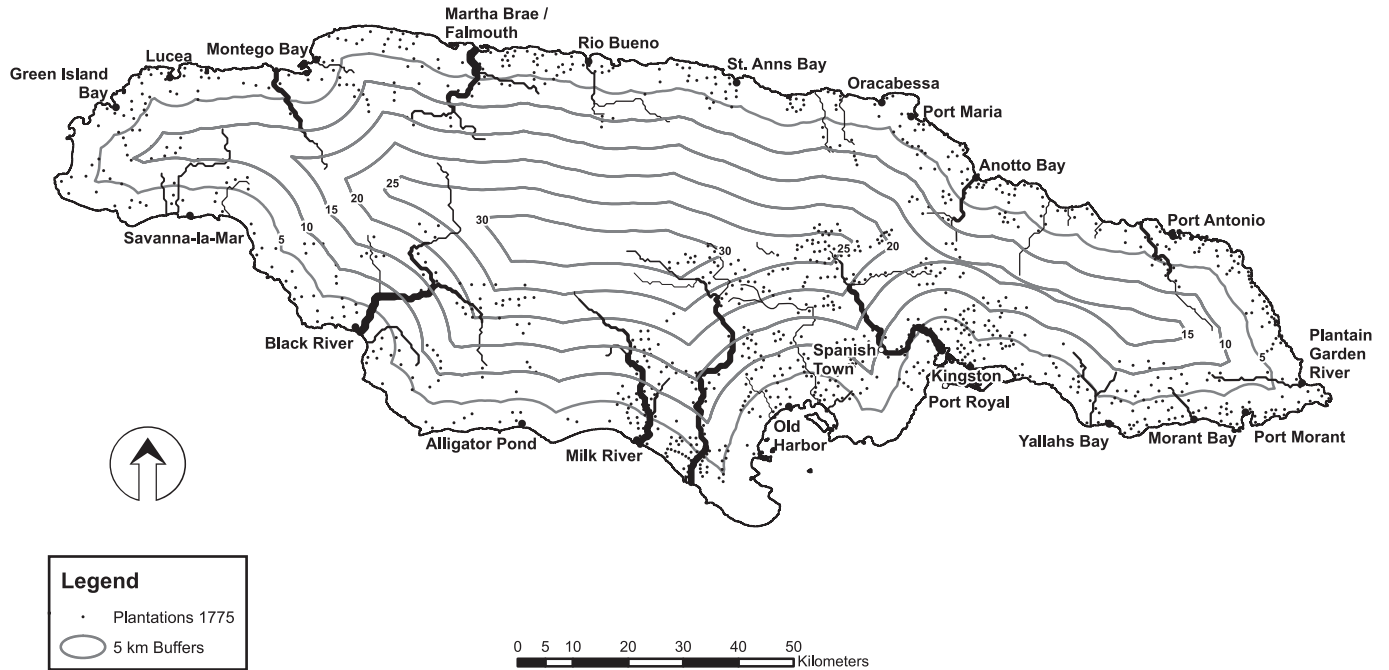 Martha Brae /
Falmouth
Rio Bueno
Montego Bay
Lucea
Green Island
Bay
St. Anns Bay
Oracabessa
Port Maria
Anotto Bay
Port Antonio
Plantain
Garden
River
5
10
15
20
25
30
30
25
20
15
10
5
Savanna-la-Mar
Black River
Spanish
Town
Kingston
Port Royal
Old
Harbor
Alligator Pond
Milk River
Yallahs Bay
Morant Bay
Port Morant
Legend
Plantations 1775
5 km Buffers
0 5 10 20 30 40 50
Kilometers